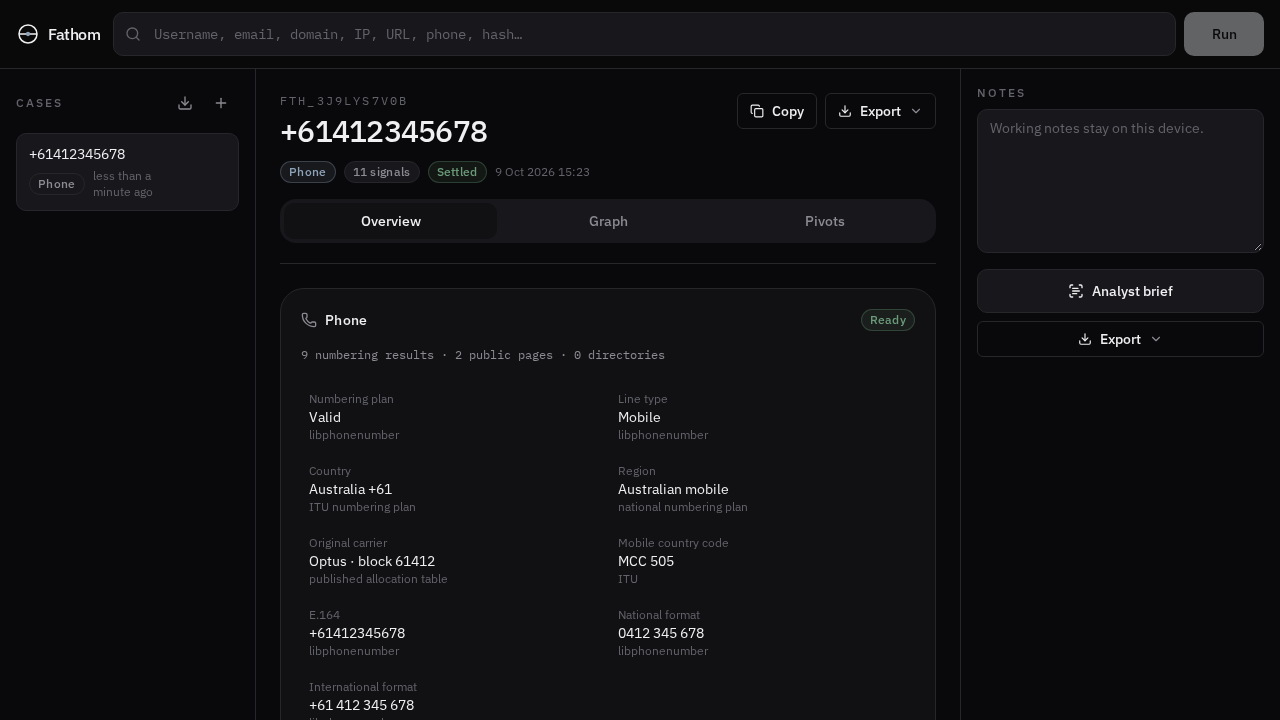 Fathom
Username, email, domain, IP, URL, phone, hash…
Run
CASES
+61412345678
Phone
less than a
minute ago
FTH_3J9LYS7V0B
+61412345678
Copy
Export
Phone
11 signals
Settled
9 Oct 2026 15:23
Overview
Graph
Pivots
Phone
Ready
9 numbering results · 2 public pages · 0 directories
Numbering plan
Valid
libphonenumber
Line type
Mobile
libphonenumber
Country
Australia +61
ITU numbering plan
Region
Australian mobile
national numbering plan
Original carrier
Optus · block 61412
published allocation table
Mobile country code
MCC 505
ITU
E.164
+61412345678
libphonenumber
National format
0412 345 678
libphonenumber
International format
+61 412 345 678
NOTES
Working notes stay on this device.
Analyst brief
Export